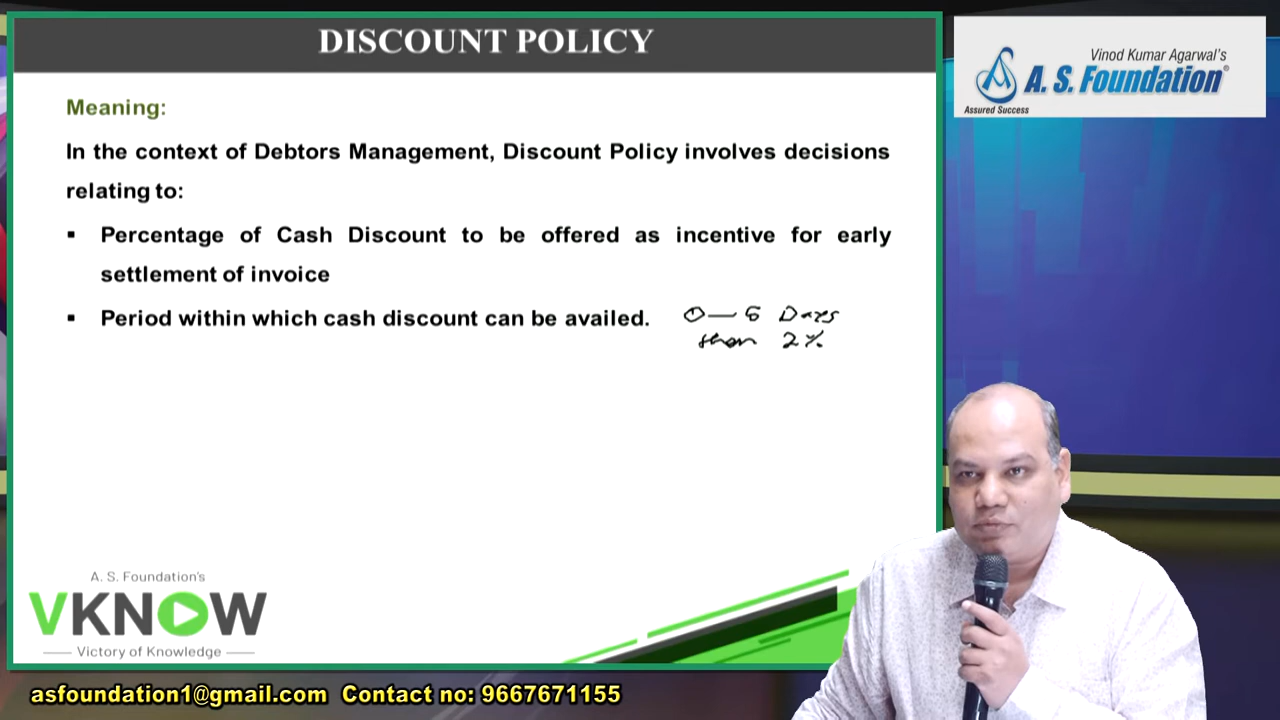 DISCOUNT POLICY
Vinod Kumar Agarwal's
A. S. Foundation®
Assured Success
Meaning:
In the context of Debtors Management, Discount Policy involves decisions
relating to:
▪ Percentage of Cash Discount to be offered as incentive for early
settlement of invoice
▪ Period within which cash discount can be availed.
0 — 5 Days
2%
A. S. Foundation's
VKNOW
Victory of Knowledge
asfoundation1@gmail.com Contact no: 9667671155